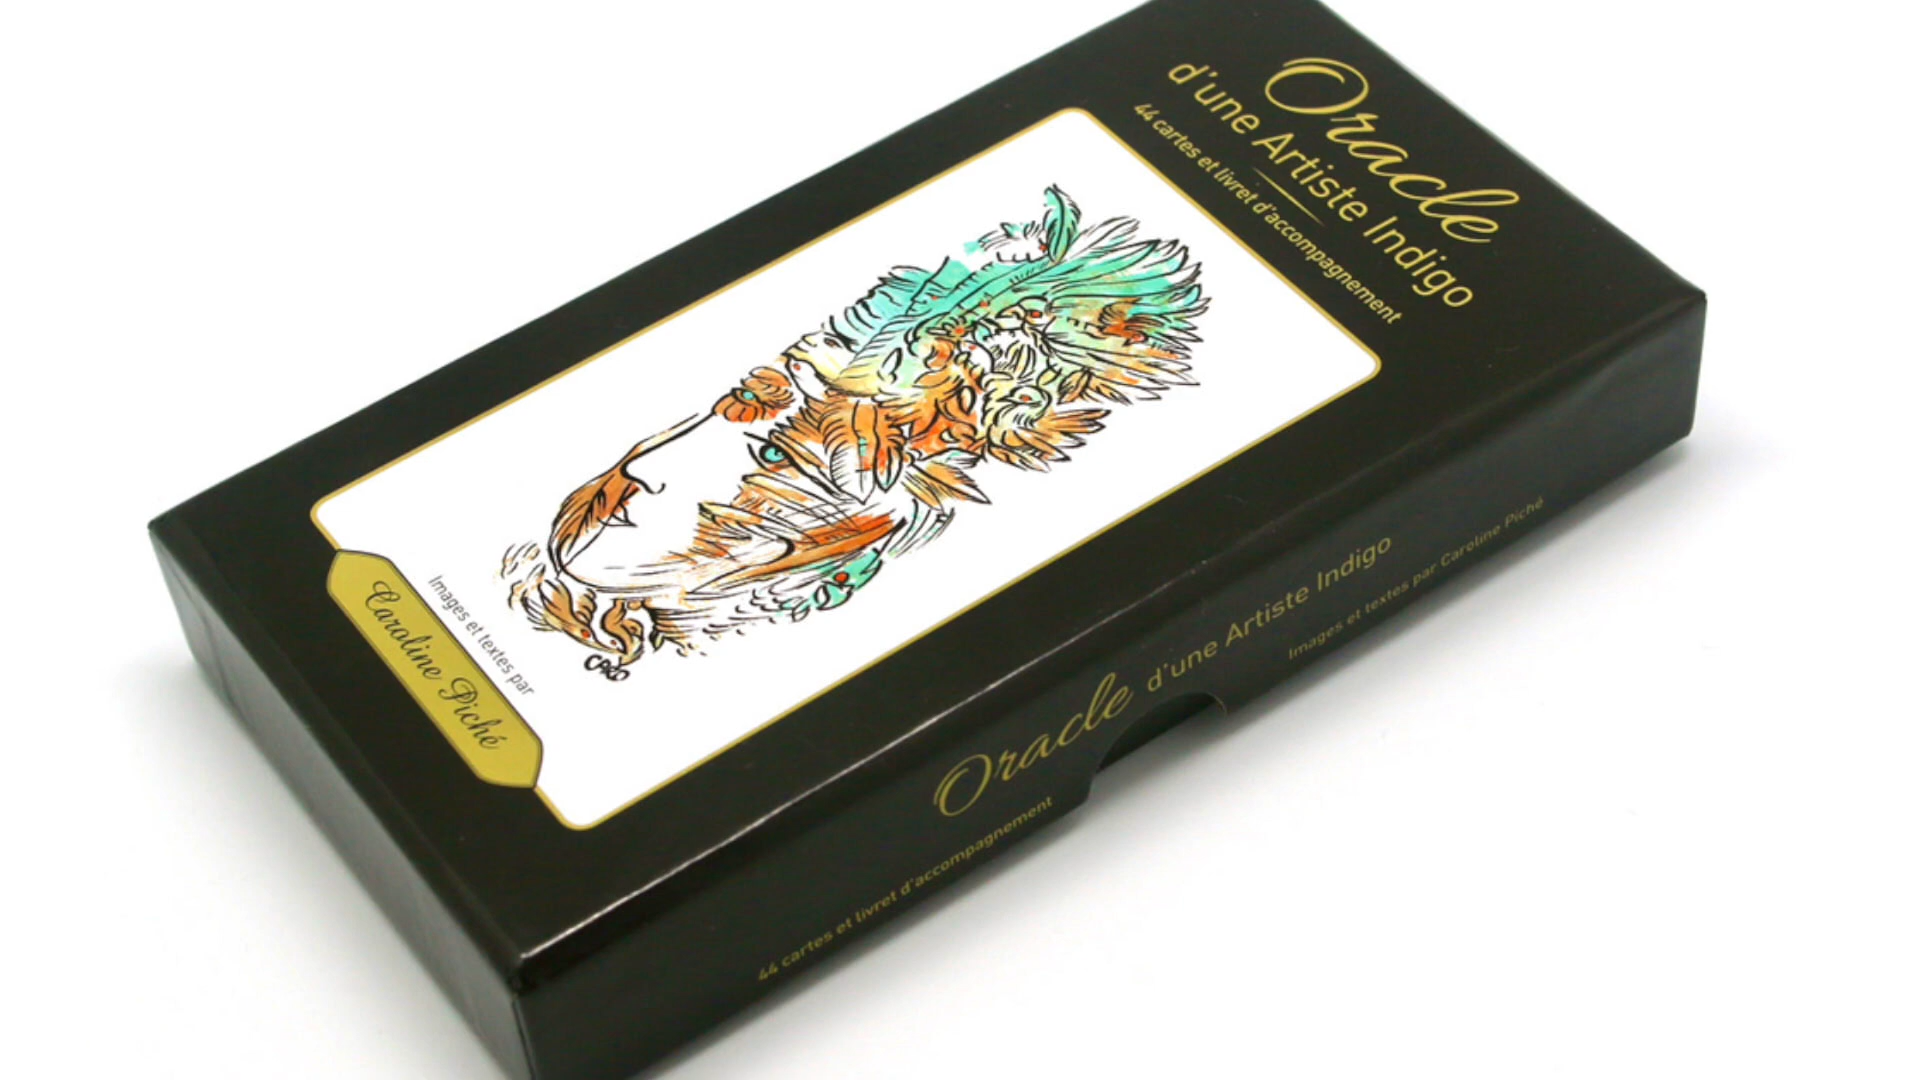 Oracle
d'une Artiste Indigo
44 cartes et livret d'accompagnement
CARO
Images et textes par
Caroline Piché
Oracle d'une Artiste Indigo
44 cartes et livret d'accompagnement
Images et textes par Caroline Piché